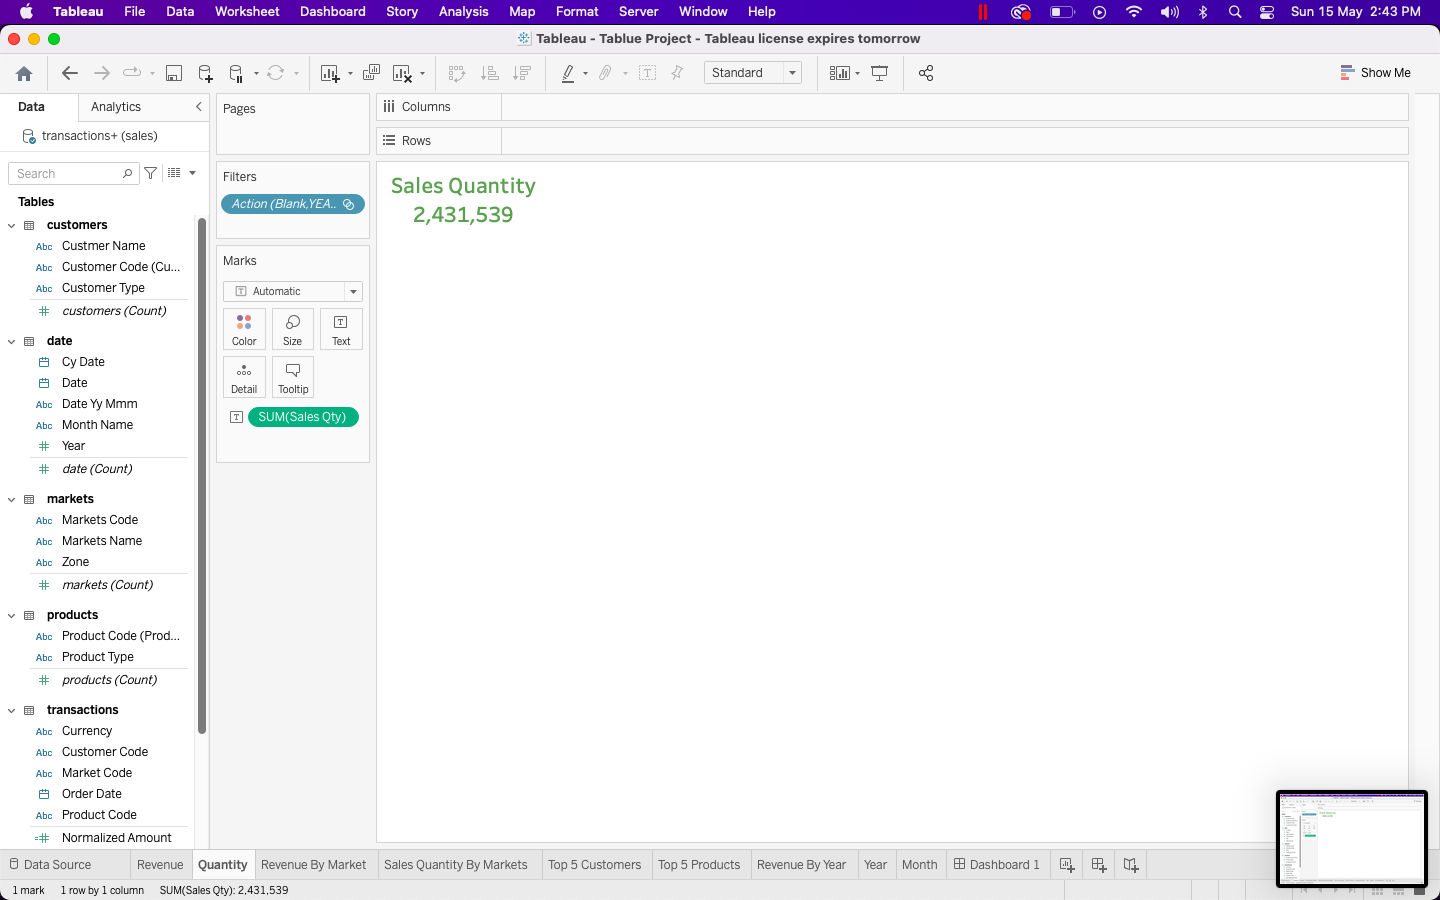 Tableau File Data Worksheet Dashboard Story Analysis Map Format Server Window Help Sun 15 May 2:43 PM
Tableau - Tablue Project - Tableau license expires tomorrow
Standard
Show Me
Data Analytics
transactions+ (sales)
Search
Tables
customers
Abc Custmer Name
Abc Customer Code (Cu...
Abc Customer Type
customers (Count)
date
Cy Date
Date
Abc Date Yy Mmm
Abc Month Name
Year
date (Count)
markets
Abc Markets Code
Abc Markets Name
Abc Zone
markets (Count)
products
Abc Product Code (Prod...
Abc Product Type
products (Count)
transactions
Abc Currency
Abc Customer Code
Abc Market Code
Order Date
Abc Product Code
Normalized Amount
Pages
Filters
Action (Blank,YEA..
Marks
Automatic
Color Size Text
Detail Tooltip
SUM(Sales Qty)
Columns
Rows
Sales Quantity
2,431,539
Data Source Revenue Quantity Revenue By Market Sales Quantity By Markets Top 5 Customers Top 5 Products Revenue By Year Year Month Dashboard 1
1 mark 1 row by 1 column SUM(Sales Qty): 2,431,539